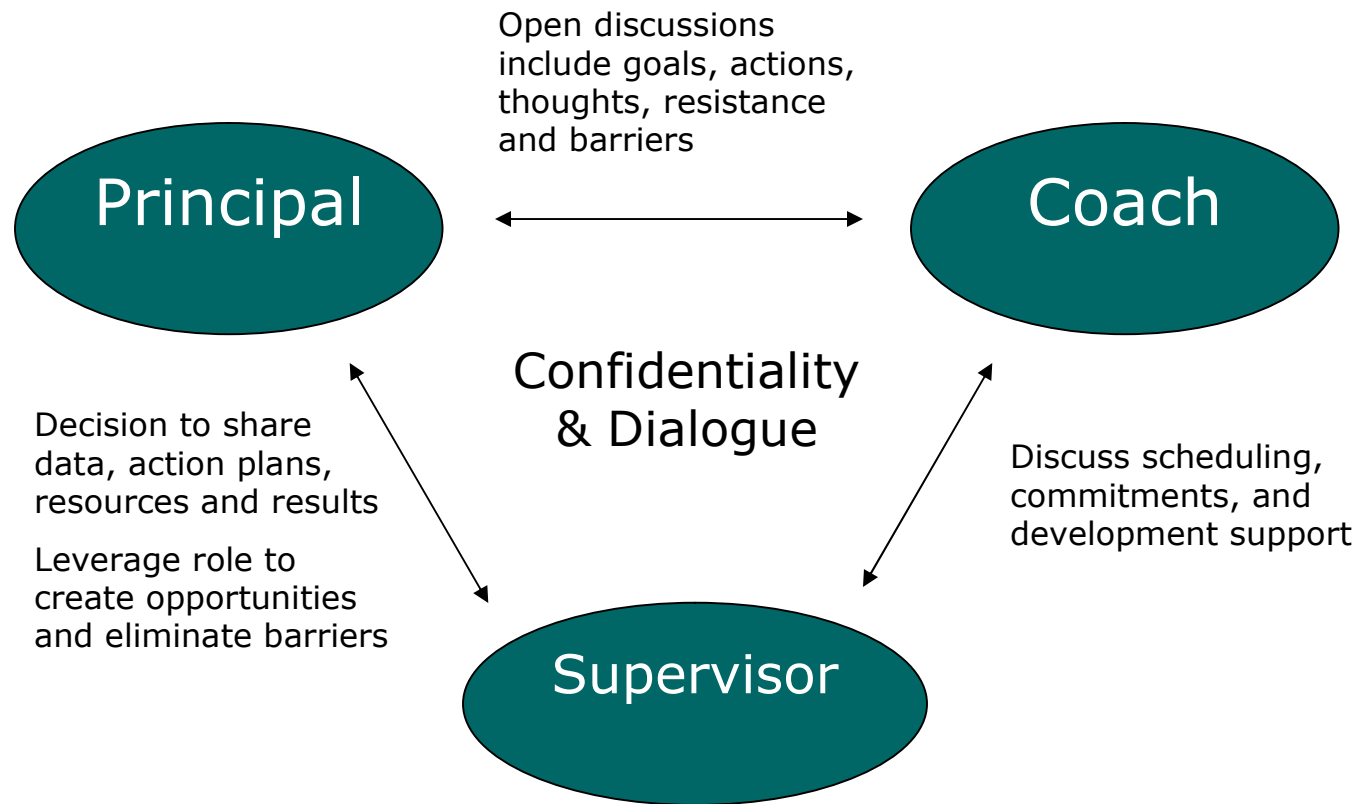 Open discussions
include goals, actions,
thoughts, resistance
and barriers
Principal
Coach
Confidentiality
& Dialogue
Decision to share
data, action plans,
resources and results
Leverage role to
create opportunities
and eliminate barriers
Discuss scheduling,
commitments, and
development support
Supervisor